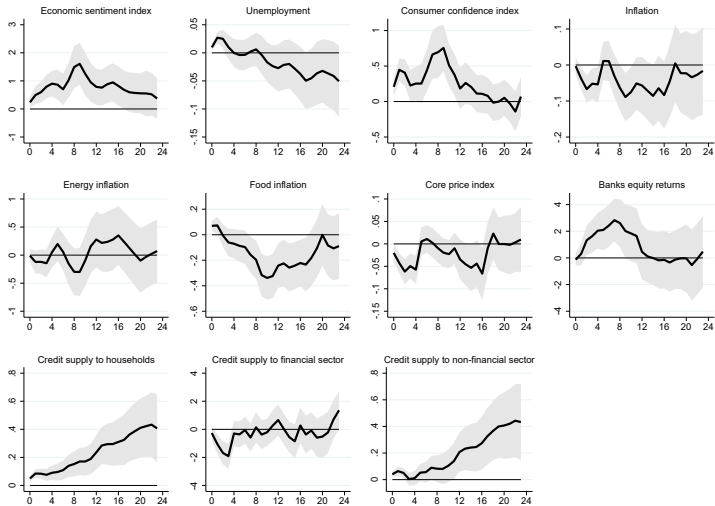 Economic sentiment index
3
2
1
0
-1
0 4 8 12 16 20 24
Unemployment
.05
0
-.05
-.1
-.15
0 4 8 12 16 20 24
Consumer confidence index
1
.5
0
-.5
0 4 8 12 16 20 24
Inflation
.1
0
-.1
-.2
0 4 8 12 16 20 24
Energy inflation
1
.5
0
-.5
-1
0 4 8 12 16 20 24
Food inflation
.2
0
-.2
-.4
-.6
0 4 8 12 16 20 24
Core price index
.1
.05
0
-.05
-.1
-.15
0 4 8 12 16 20 24
Banks equity returns
4
2
0
-2
-4
0 4 8 12 16 20 24
Credit supply to households
.8
.6
.4
.2
0
0 4 8 12 16 20 24
Credit supply to financial sector
4
2
0
-2
-4
0 4 8 12 16 20 24
Credit supply to non-financial sector
.8
.6
.4
.2
0
0 4 8 12 16 20 24